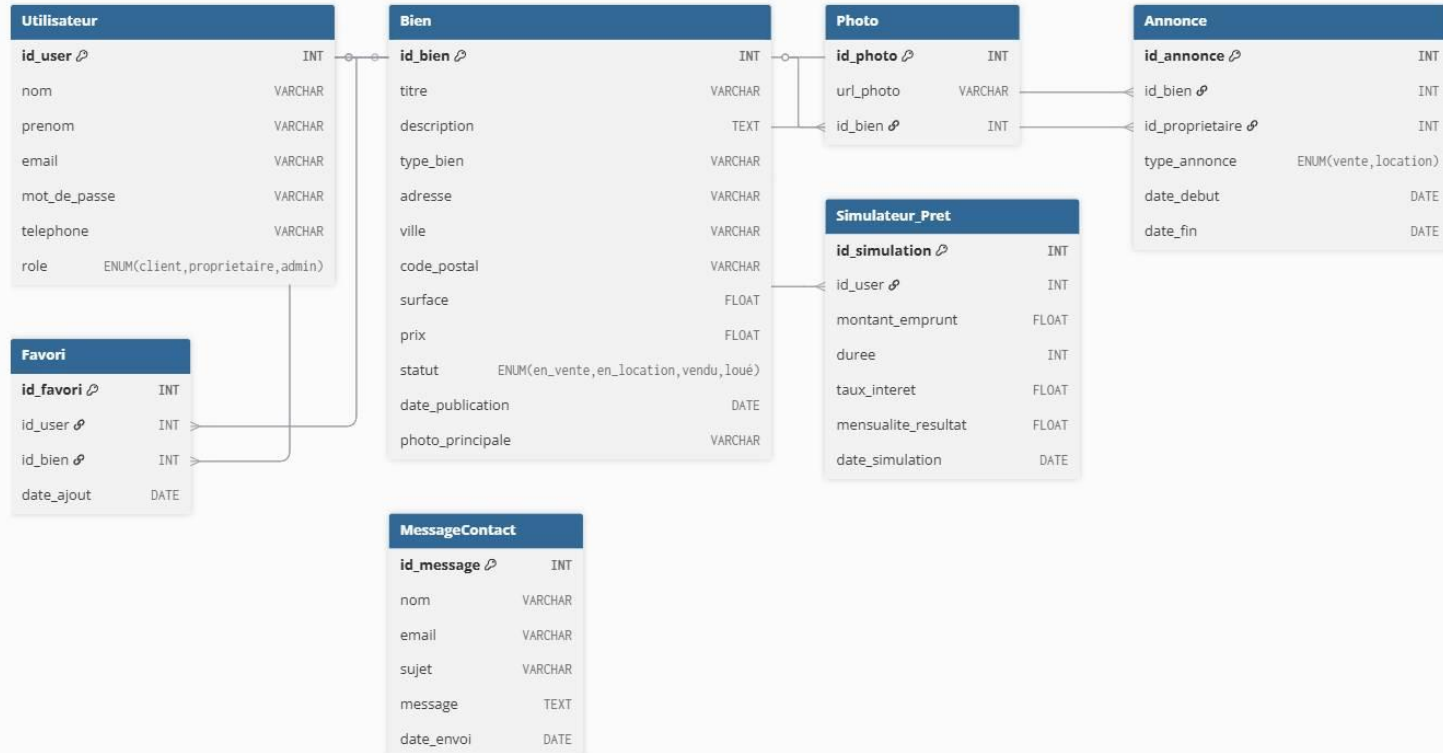 Utilisateur
id_user INT
nom VARCHAR
prenom VARCHAR
email VARCHAR
mot_de_passe VARCHAR
telephone VARCHAR
role ENUM(client,proprietaire,admin)
Favori
id_favori INT
id_user INT
id_bien INT
date_ajout DATE
Bien
id_bien INT
titre VARCHAR
description TEXT
type_bien VARCHAR
adresse VARCHAR
ville VARCHAR
code_postal VARCHAR
surface FLOAT
prix FLOAT
statut ENUM(en_vente,en_location,vendu,loué)
date_publication DATE
photo_principale VARCHAR
MessageContact
id_message INT
nom VARCHAR
email VARCHAR
sujet VARCHAR
message TEXT
date_envoi DATE
Photo
id_photo INT
url_photo VARCHAR
id_bien INT
Simulateur_Pret
id_simulation INT
id_user INT
montant_emprunt FLOAT
duree INT
taux_interet FLOAT
mensualite_resultat FLOAT
date_simulation DATE
Annonce
id_annonce INT
id_bien INT
id_proprietaire INT
type_annonce ENUM(vente,location)
date_debut DATE
date_fin DATE